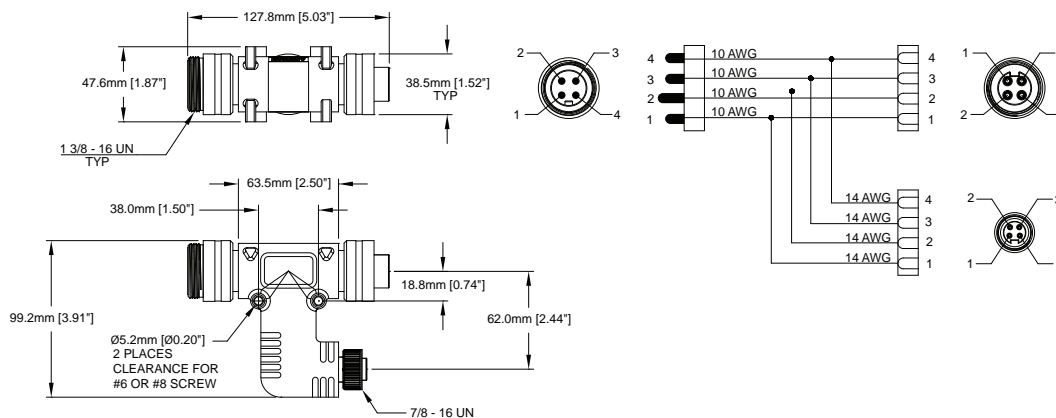 127.8mm [5.03"]
47.6mm [1.87"]
38.5mm [1.52"]
TYP
1 3/8 - 16 UN
TYP
2 3
1 4
4 10 AWG 4
3 10 AWG 3
2 10 AWG 2
1 10 AWG 1
1
2
63.5mm [2.50"]
38.0mm [1.50"]
18.8mm [0.74"]
99.2mm [3.91"]
62.0mm [2.44"]
Ø5.2mm [Ø0.20"]
2 PLACES
CLEARANCE FOR
#6 OR #8 SCREW
7/8 - 16 UN
14 AWG 4
14 AWG 3
14 AWG 2
14 AWG 1
2
1